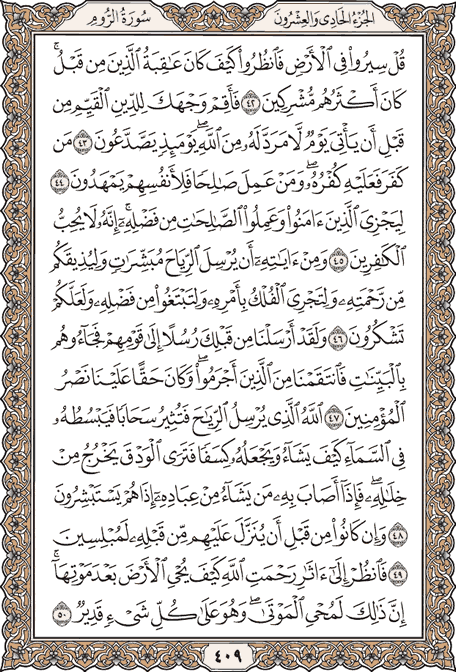 الجزء الحادي والعشرون سورة الروم
قُلْ سِيرُوا۟ فِى ٱلْأَرْضِ فَٱنظُرُوا۟ كَيْفَ كَانَ عَـٰقِبَةُ ٱلَّذِينَ مِن قَبْلُ ۚ
كَانَ أَكْثَرُهُم مُّشْرِكِينَ ٤٢ فَأَقِمْ وَجْهَكَ لِلدِّينِ ٱلْقَيِّمِ مِن
قَبْلِ أَن يَأْتِىَ يَوْمٌ لَّا مَرَدَّ لَهُۥ مِنَ ٱللَّهِ ۖ يَوْمَئِذٍ يَصَّدَّعُونَ ٤٣ مَن
كَفَرَ فَعَلَيْهِ كُفْرُهُۥ ۖ وَمَنْ عَمِلَ صَـٰلِحًا فَلِأَنفُسِهِمْ يَمْهَدُونَ ٤٤
لِيَجْزِىَ ٱلَّذِينَ ءَامَنُوا۟ وَعَمِلُوا۟ ٱلصَّـٰلِحَـٰتِ مِن فَضْلِهِۦٓ ۚ إِنَّهُۥ لَا يُحِبُّ
ٱلْكَـٰفِرِينَ ٤٥ وَمِنْ ءَايَـٰتِهِۦٓ أَن يُرْسِلَ ٱلرِّيَاحَ مُبَشِّرَٰتٍ وَلِيُذِيقَكُم
مِّن رَّحْمَتِهِۦ وَلِتَجْرِىَ ٱلْفُلْكُ بِأَمْرِهِۦ وَلِتَبْتَغُوا۟ مِن فَضْلِهِۦ وَلَعَلَّكُمْ
تَشْكُرُونَ ٤٦ وَلَقَدْ أَرْسَلْنَا مِن قَبْلِكَ رُسُلًا إِلَىٰ قَوْمِهِمْ فَجَآءُوهُم
بِٱلْبَيِّنَـٰتِ فَٱنتَقَمْنَا مِنَ ٱلَّذِينَ أَجْرَمُوا۟ ۖ وَكَانَ حَقًّا عَلَيْنَا نَصْرُ
ٱلْمُؤْمِنِينَ ٤٧ ٱللَّهُ ٱلَّذِى يُرْسِلُ ٱلرِّيَـٰحَ فَتُثِيرُ سَحَابًا فَيَبْسُطُهُۥ
فِى ٱلسَّمَآءِ كَيْفَ يَشَآءُ وَيَجْعَلُهُۥ كِسَفًا فَتَرَى ٱلْوَدْقَ يَخْرُجُ مِنْ
خِلَـٰلِهِۦ ۖ فَإِذَآ أَصَابَ بِهِۦ مَن يَشَآءُ مِنْ عِبَادِهِۦٓ إِذَا هُمْ يَسْتَبْشِرُونَ
٤٨ وَإِن كَانُوا۟ مِن قَبْلِ أَن يُنَزَّلَ عَلَيْهِم مِّن قَبْلِهِۦ لَمُبْلِسِينَ
٤٩ فَٱنظُرْ إِلَىٰٓ ءَاثَـٰرِ رَحْمَتِ ٱللَّهِ كَيْفَ يُحْىِ ٱلْأَرْضَ بَعْدَ مَوْتِهَآ ۚ
إِنَّ ذَٰلِكَ لَمُحْىِ ٱلْمَوْتَىٰ ۖ وَهُوَ عَلَىٰ كُلِّ شَىْءٍ قَدِيرٌ ٥٠
٤٠٩